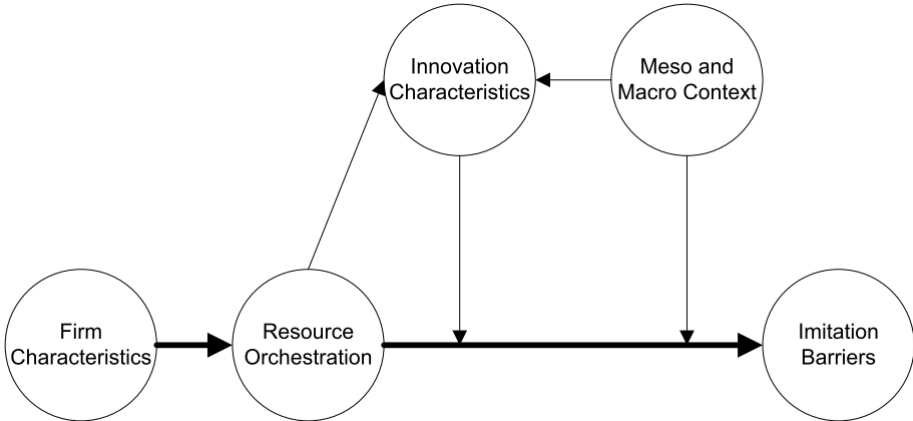 Innovation
Characteristics
Meso and
Macro Context
Firm
Characteristics
Resource
Orchestration
Imitation
Barriers